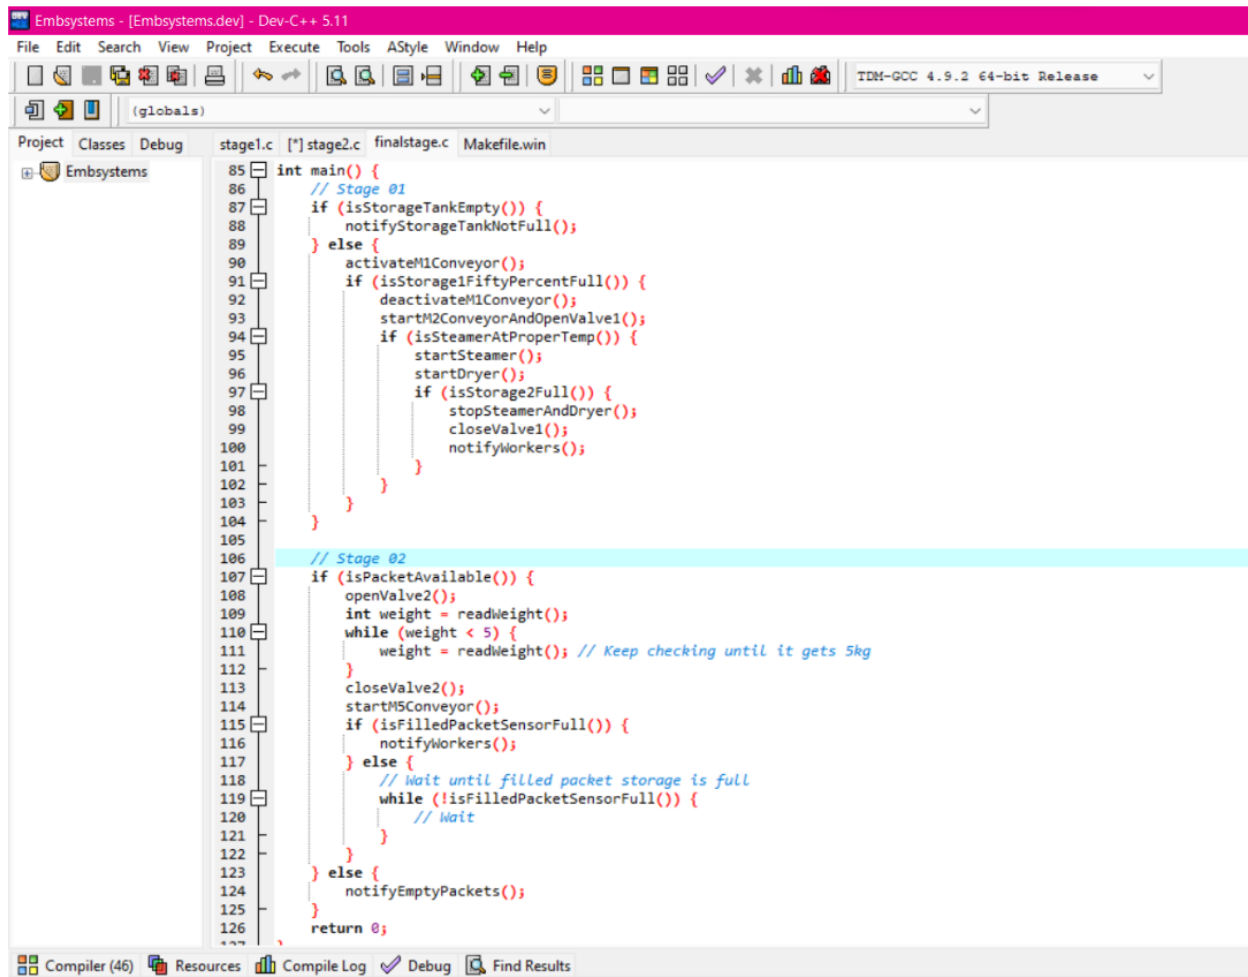 Embsystems - [Embsystems.dev] - Dev-C++ 5.11
File Edit Search View Project Execute Tools AStyle Window Help
TDM-GCC 4.9.2 64-bit Release
(globals)
Project Classes Debug stage1.c [*] stage2.c finalstage.c Makefile.win
Embsystems
85 int main() {
86     // Stage 01
87     if (isStorageTankEmpty()) {
88         notifyStorageTankNotFull();
89     } else {
90         activateM1Conveyor();
91         if (isStorage1FiftyPercentFull()) {
92             deactivateM1Conveyor();
93             startM2ConveyorAndOpenValve1();
94             if (isSteamerAtProperTemp()) {
95                 startSteamer();
96                 startDryer();
97                 if (isStorage2Full()) {
98                     stopSteamerAndDryer();
99                     closeValve1();
100                     notifyWorkers();
101                 }
102             }
103         }
104     }
105
106     // Stage 02
107     if (isPacketAvailable()) {
108         openValve2();
109         int weight = readWeight();
110         while (weight < 5) {
111             weight = readWeight(); // Keep checking until it gets 5kg
112         }
113         closeValve2();
114         startM5Conveyor();
115         if (isFilledPacketSensorFull()) {
116             notifyWorkers();
117         } else {
118             // Wait until filled packet storage is full
119             while (!isFilledPacketSensorFull()) {
120                 // Wait
121             }
122         }
123     } else {
124         notifyEmptyPackets();
125     }
126     return 0;
Compiler (46) Resources Compile Log Debug Find Results